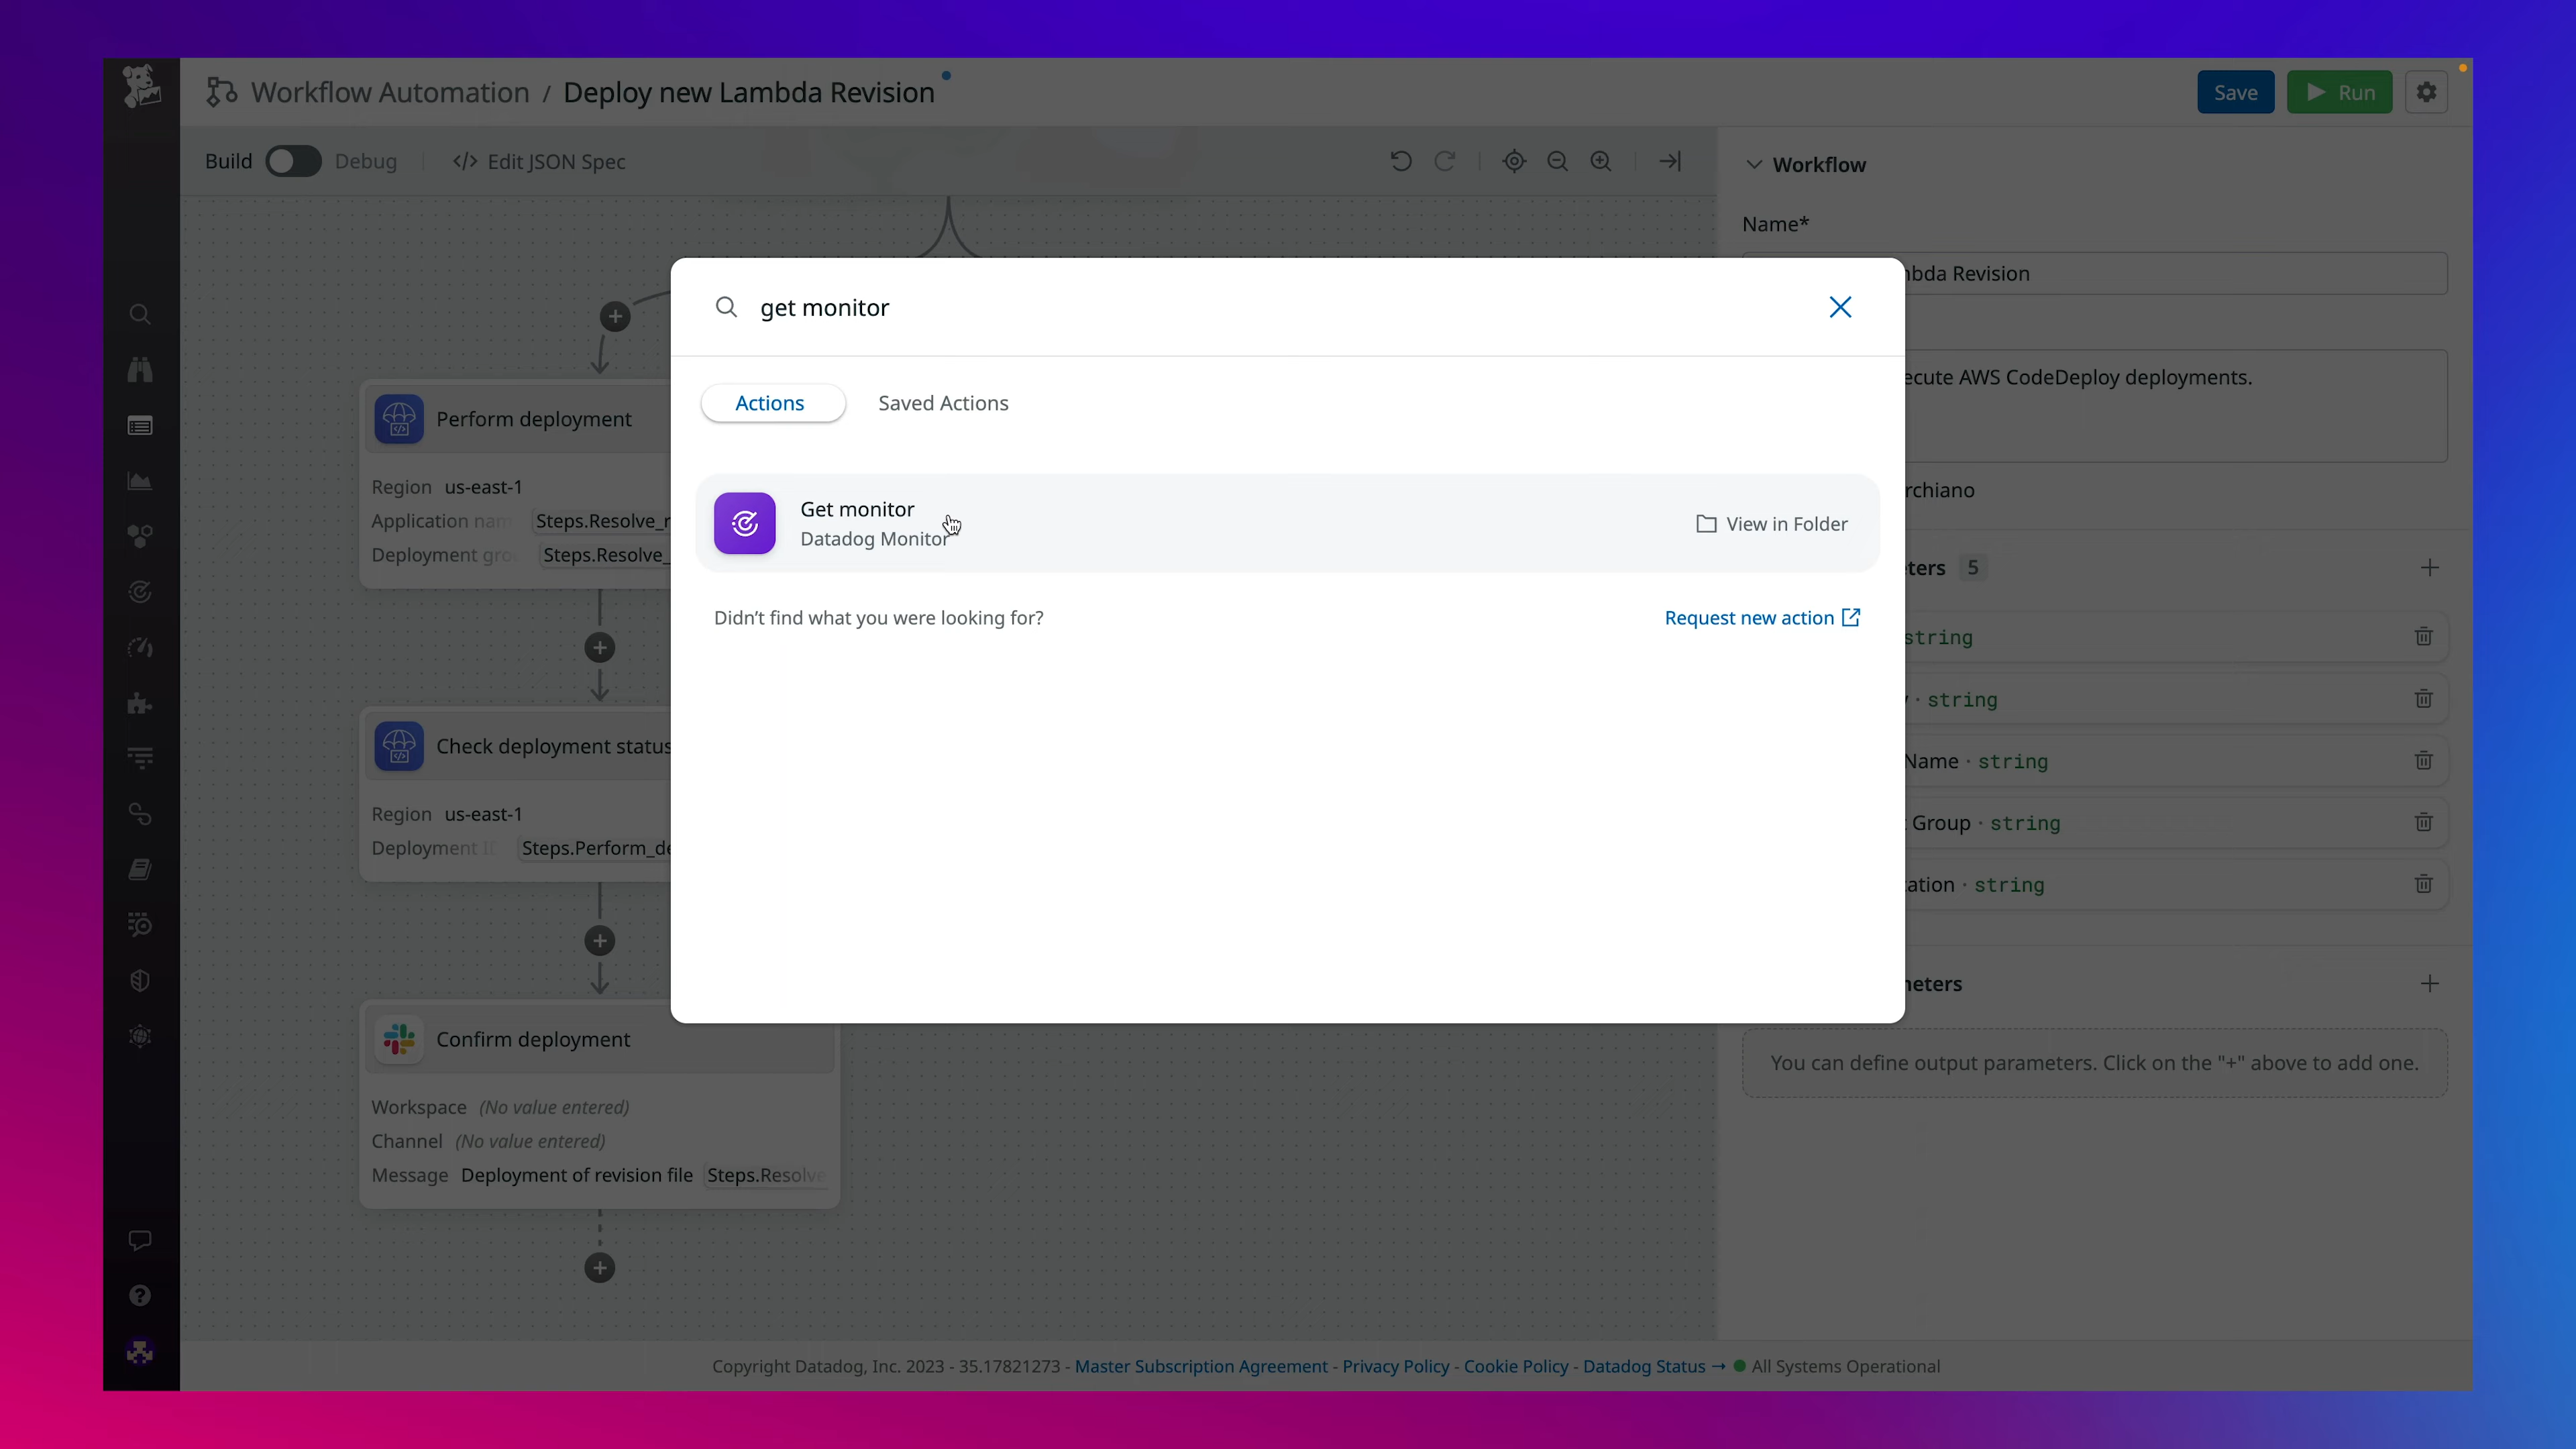 Workflow Automation / Deploy new Lambda Revision
Save
Run
Build
Debug
</> Edit JSON Spec
Workflow
Name*
bda Revision
get monitor
Actions
Saved Actions
ecute AWS CodeDeploy deployments.
Perform deployment
Region us-east-1
Application nam Steps.Resolve_r
Deployment gro Steps.Resolve_
Get monitor
Datadog Monitor
View in Folder
rchiano
Didn't find what you were looking for?
Request new action
ters 5
string
y · string
Name · string
Group · string
ation · string
Check deployment status
Region us-east-1
Deployment ID Steps.Perform_de
meters
You can define output parameters. Click on the "+" above to add one.
Confirm deployment
Workspace (No value entered)
Channel (No value entered)
Message Deployment of revision file Steps.Resolve
Copyright Datadog, Inc. 2023 - 35.17821273 - Master Subscription Agreement - Privacy Policy - Cookie Policy - Datadog Status → All Systems Operational